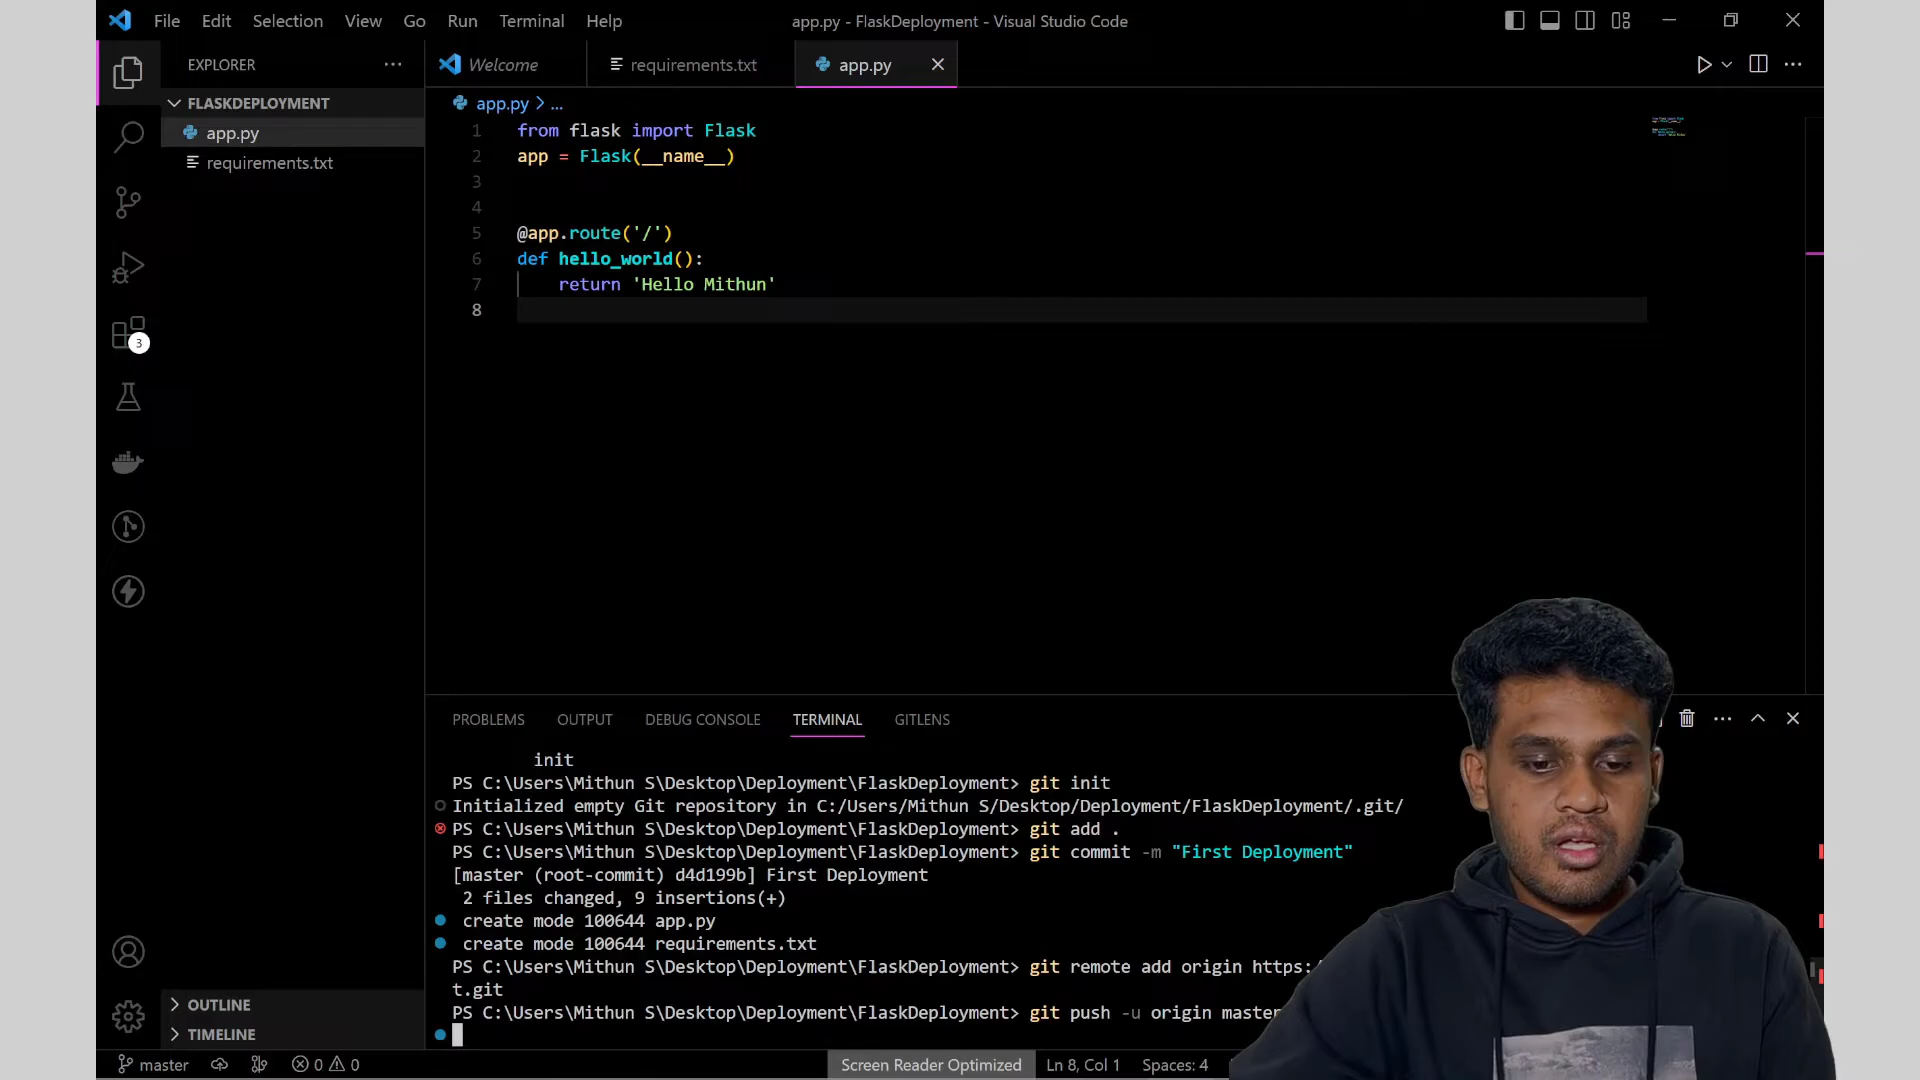 File Edit Selection View Go Run Terminal Help app.py - FlaskDeployment - Visual Studio Code
EXPLORER Welcome requirements.txt app.py
FLASKDEPLOYMENT
app.py
requirements.txt
app.py > ...
1 from flask import Flask
2 app = Flask(__name__)
3
4
5 @app.route('/')
6 def hello_world():
7 return 'Hello Mithun'
8
3
PROBLEMS OUTPUT DEBUG CONSOLE TERMINAL GITLENS
init
PS C:\Users\Mithun S\Desktop\Deployment\FlaskDeployment> git init
Initialized empty Git repository in C:/Users/Mithun S/Desktop/Deployment/FlaskDeployment/.git/
PS C:\Users\Mithun S\Desktop\Deployment\FlaskDeployment> git add .
PS C:\Users\Mithun S\Desktop\Deployment\FlaskDeployment> git commit -m "First Deployment"
[master (root-commit) d4d199b] First Deployment
2 files changed, 9 insertions(+)
create mode 100644 app.py
create mode 100644 requirements.txt
PS C:\Users\Mithun S\Desktop\Deployment\FlaskDeployment> git remote add origin https:/
t.git
PS C:\Users\Mithun S\Desktop\Deployment\FlaskDeployment> git push -u origin master
OUTLINE
TIMELINE
master 0 0 Screen Reader Optimized Ln 8, Col 1 Spaces: 4